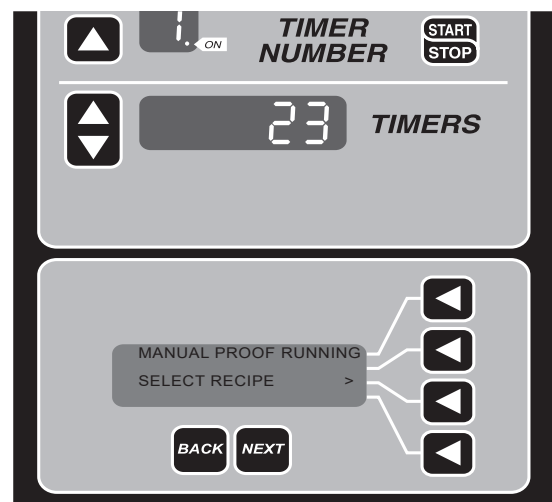 1. ON
TIMER
NUMBER
START
STOP
23
TIMERS
MANUAL PROOF RUNNING
SELECT RECIPE >
BACK NEXT